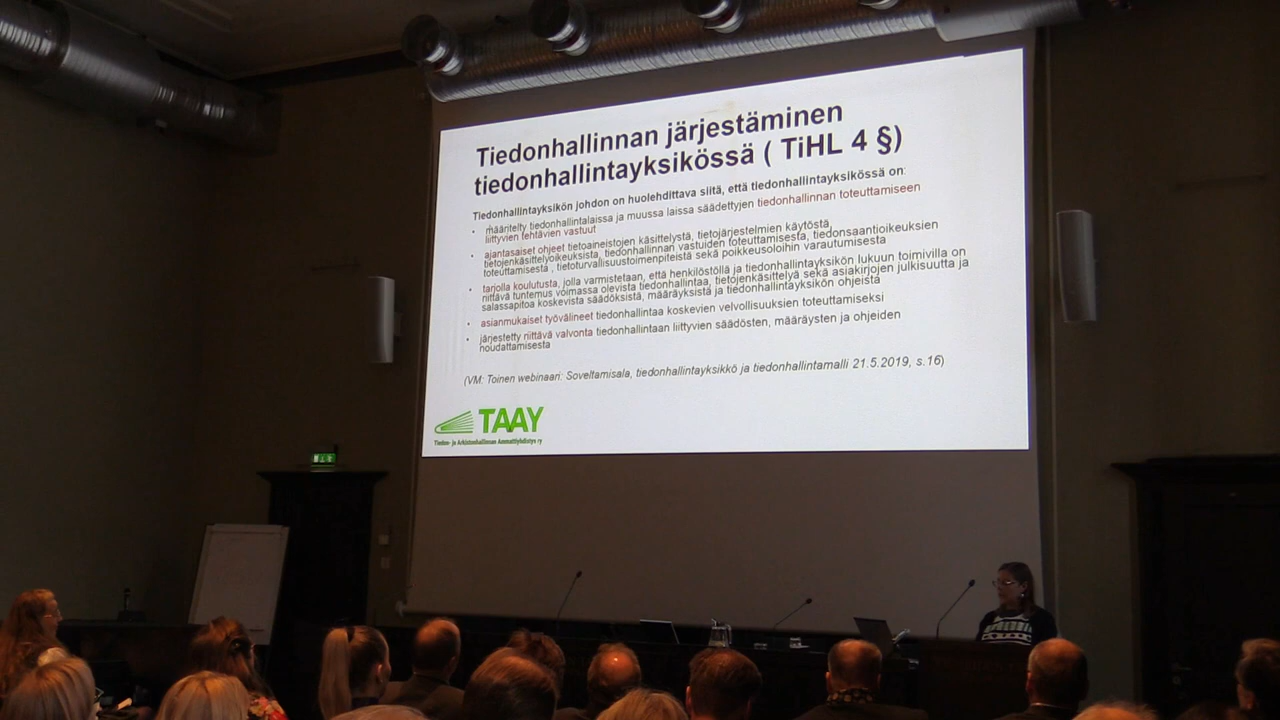 Tiedonhallinnan järjestäminen
tiedonhallintayksikössä ( TiHL 4 §)
Tiedonhallintayksikön johdon on huolehdittava siitä, että tiedonhallintayksikössä on:
• määritelty tiedonhallintalaissa ja muussa laissa säädettyjen tiedonhallinnan toteuttamiseen
liittyvien tehtävien vastuut
• ajantasaiset ohjeet tietoaineistojen käsittelystä, tietojärjestelmien käytöstä,
tietojenkäsittelyoikeuksista, tiedonhallinnan vastuiden toteuttamisesta, tiedonsaantioikeuksien
toteuttamisesta , tietoturvallisuustoimenpiteistä sekä poikkeusoloihin varautumisesta
• tarjolla koulutusta, jolla varmistetaan, että henkilöstöllä ja tiedonhallintayksikön lukuun toimivilla on
riittävä tuntemus voimassa olevista tiedonhallintaa, tietojenkäsittelyä sekä asiakirjojen julkisuutta ja
salassapitoa koskevista säädöksistä, määräyksistä ja tiedonhallintayksikön ohjeista
• asianmukaiset työvälineet tiedonhallintaa koskevien velvollisuuksien toteuttamiseksi
• järjestetty riittävä valvonta tiedonhallintaan liittyvien säädösten, määräysten ja ohjeiden
noudattamisesta
(VM: Toinen webinaari: Soveltamisala, tiedonhallintayksikkö ja tiedonhallintamalli 21.5.2019, s.16)
TAAY
Tiedon- ja Arkistonhallinnan Ammattiyhdistys ry